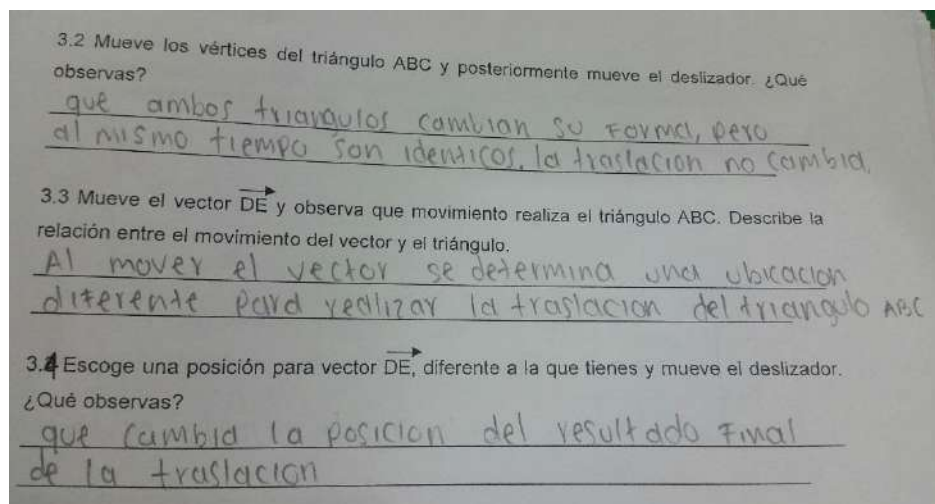 3.2 Mueve los vértices del triángulo ABC y posteriormente mueve el deslizador. ¿Qué
observas?
que ambos triangulos cambian su Forma, pero
al mismo tiempo son identicos. la traslacion no cambia.
3.3 Mueve el vector DE y observa que movimiento realiza el triángulo ABC. Describe la
relación entre el movimiento del vector y el triángulo.
Al mover el vector se determina una ubicacion
diferente para realizar la traslacion del triangulo ABC
3.4 Escoge una posición para vector DE, diferente a la que tienes y mueve el deslizador.
¿Qué observas?
que cambia la posicion del resultado Final
de la traslacion